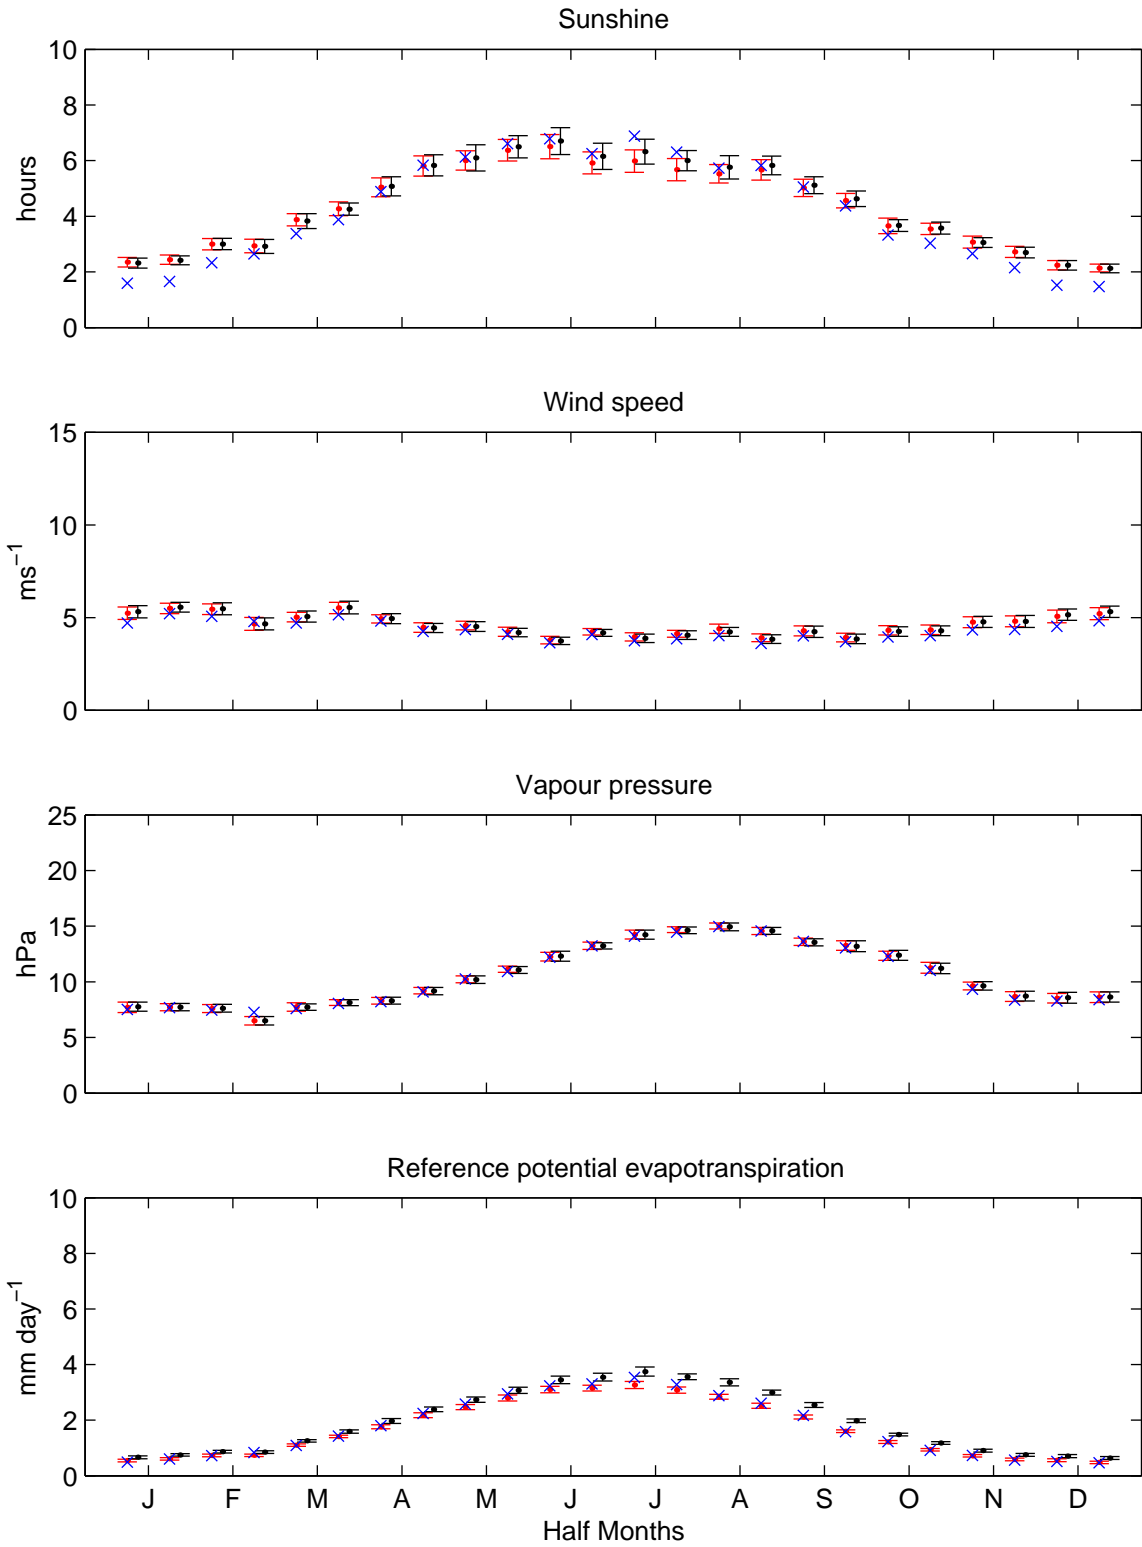 Sunshine
10
8
6
4
2
0
hours
Wind speed
15
10
5
0
ms⁻¹
Vapour pressure
25
20
15
10
5
0
hPa
Reference potential evapotranspiration
10
8
6
4
2
0
mm day⁻¹
J F M A M J J A S O N D
Half Months